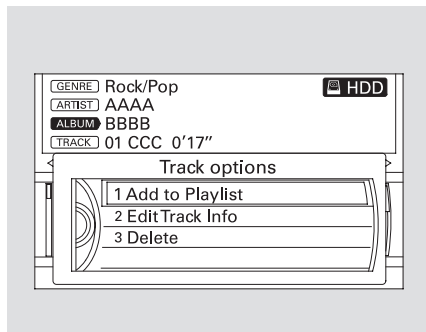 GENRE Rock/Pop HDD
ARTIST AAAA
ALBUM BBBB
TRACK 01 CCC 0'17"
Track options
1 Add to Playlist
2 Edit Track Info
3 Delete